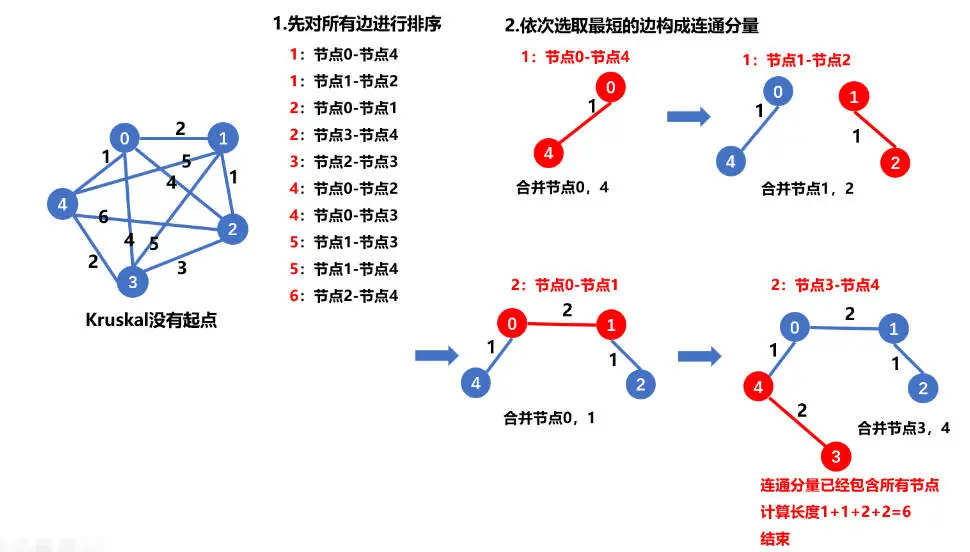 1.先对所有边进行排序
1：节点0-节点4
1：节点1-节点2
2：节点0-节点1
2：节点3-节点4
3：节点2-节点3
4：节点0-节点2
4：节点0-节点3
5：节点1-节点3
5：节点1-节点4
6：节点2-节点4
0
2
1
1
5
4
1
4
6
2
4
5
2
3
3
Kruskal没有起点
2.依次选取最短的边构成连通分量
1：节点0-节点4
0
1
4
合并节点0，4
1：节点1-节点2
0
1
1
1
4
2
合并节点1，2
2：节点0-节点1
2
0
1
1
1
4
2
合并节点0，1
2：节点3-节点4
2
0
1
1
1
4
2
2
合并节点3，4
3
连通分量已经包含所有节点
计算长度1+1+2+2=6
结束